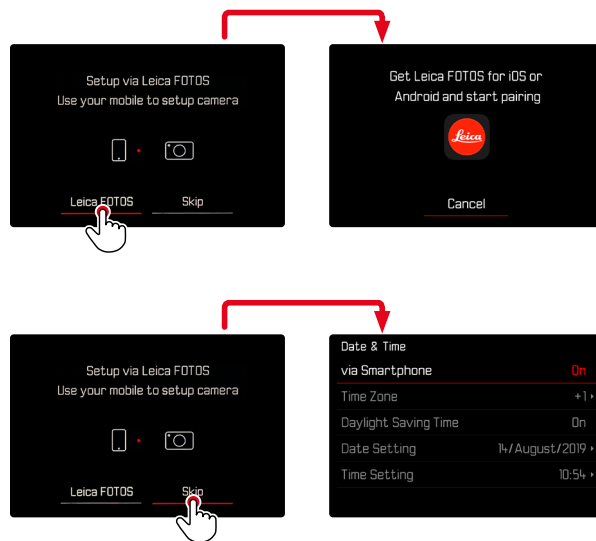 Setup via Leica FOTOS
Use your mobile to setup camera
Leica FOTOS
Skip
Get Leica FOTOS for iOS or
Android and start pairing
Leica
Cancel
Setup via Leica FOTOS
Use your mobile to setup camera
Leica FOTOS
Skip
Date & Time
via Smartphone On
Time Zone +1
Daylight Saving Time On
Date Setting 14/August/2019
Time Setting 10:54